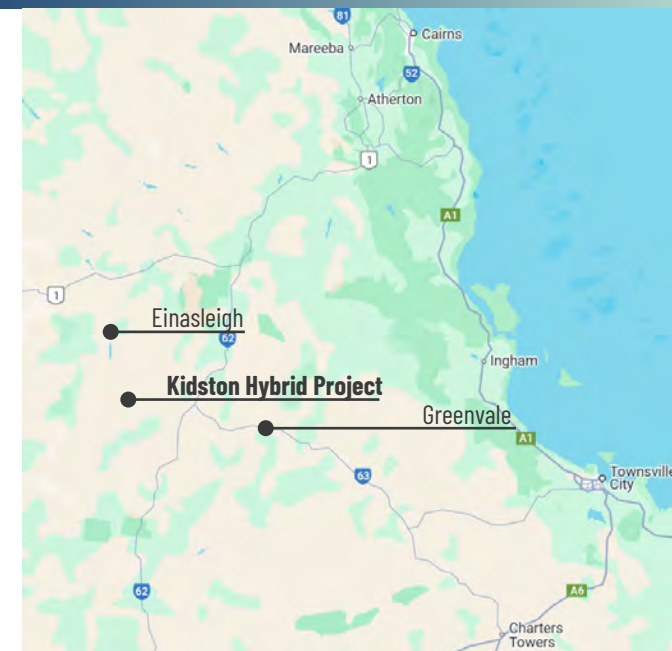 81
Cairns
Mareeba
52
Atherton
1
A1
1
Einasleigh
62
Ingham
Kidston Hybrid Project
Greenvale
A1
63
Townsville
City
62
A6
Charters
Towers